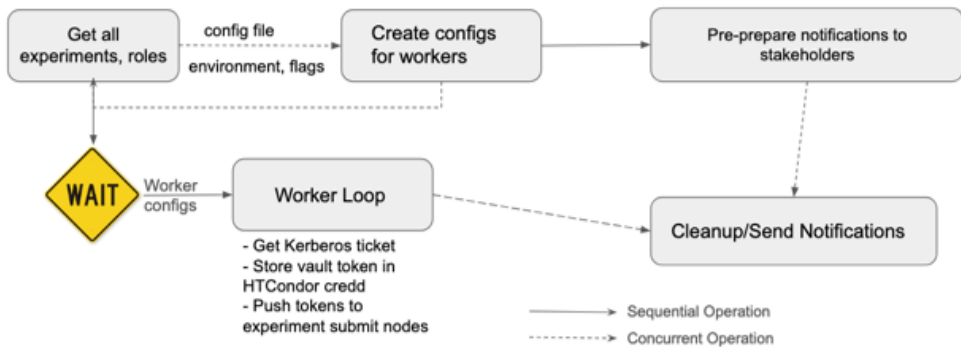 Get all
experiments, roles
config file
environment, flags
Create configs
for workers
Pre-prepare notifications to
stakeholders
WAIT
Worker
configs
Worker Loop
- Get Kerberos ticket
- Store vault token in
HTCondor credd
- Push tokens to
experiment submit nodes
Cleanup/Send Notifications
Sequential Operation
Concurrent Operation